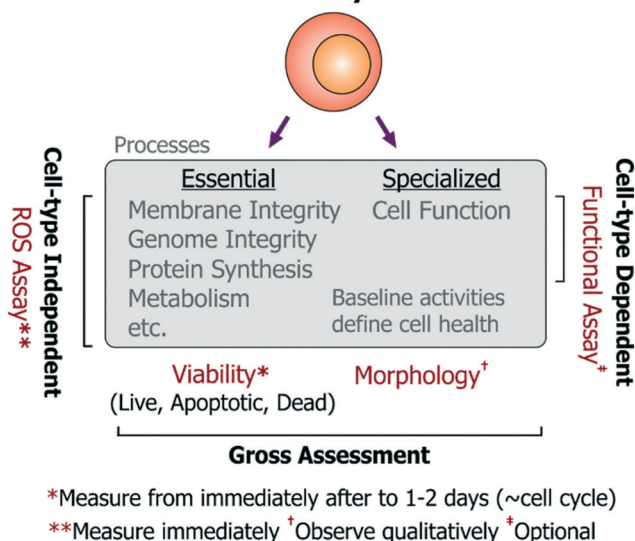 Processes
Essential
Specialized
Membrane Integrity
Cell Function
Genome Integrity
Protein Synthesis
Metabolism
Baseline activities
etc.
define cell health
Cell-type Independent
ROS Assay**
Cell-type Dependent
Functional Assay‡
Viability*
Morphology†
(Live, Apoptotic, Dead)
Gross Assessment
*Measure from immediately after to 1-2 days (~cell cycle)
**Measure immediately †Observe qualitatively ‡Optional